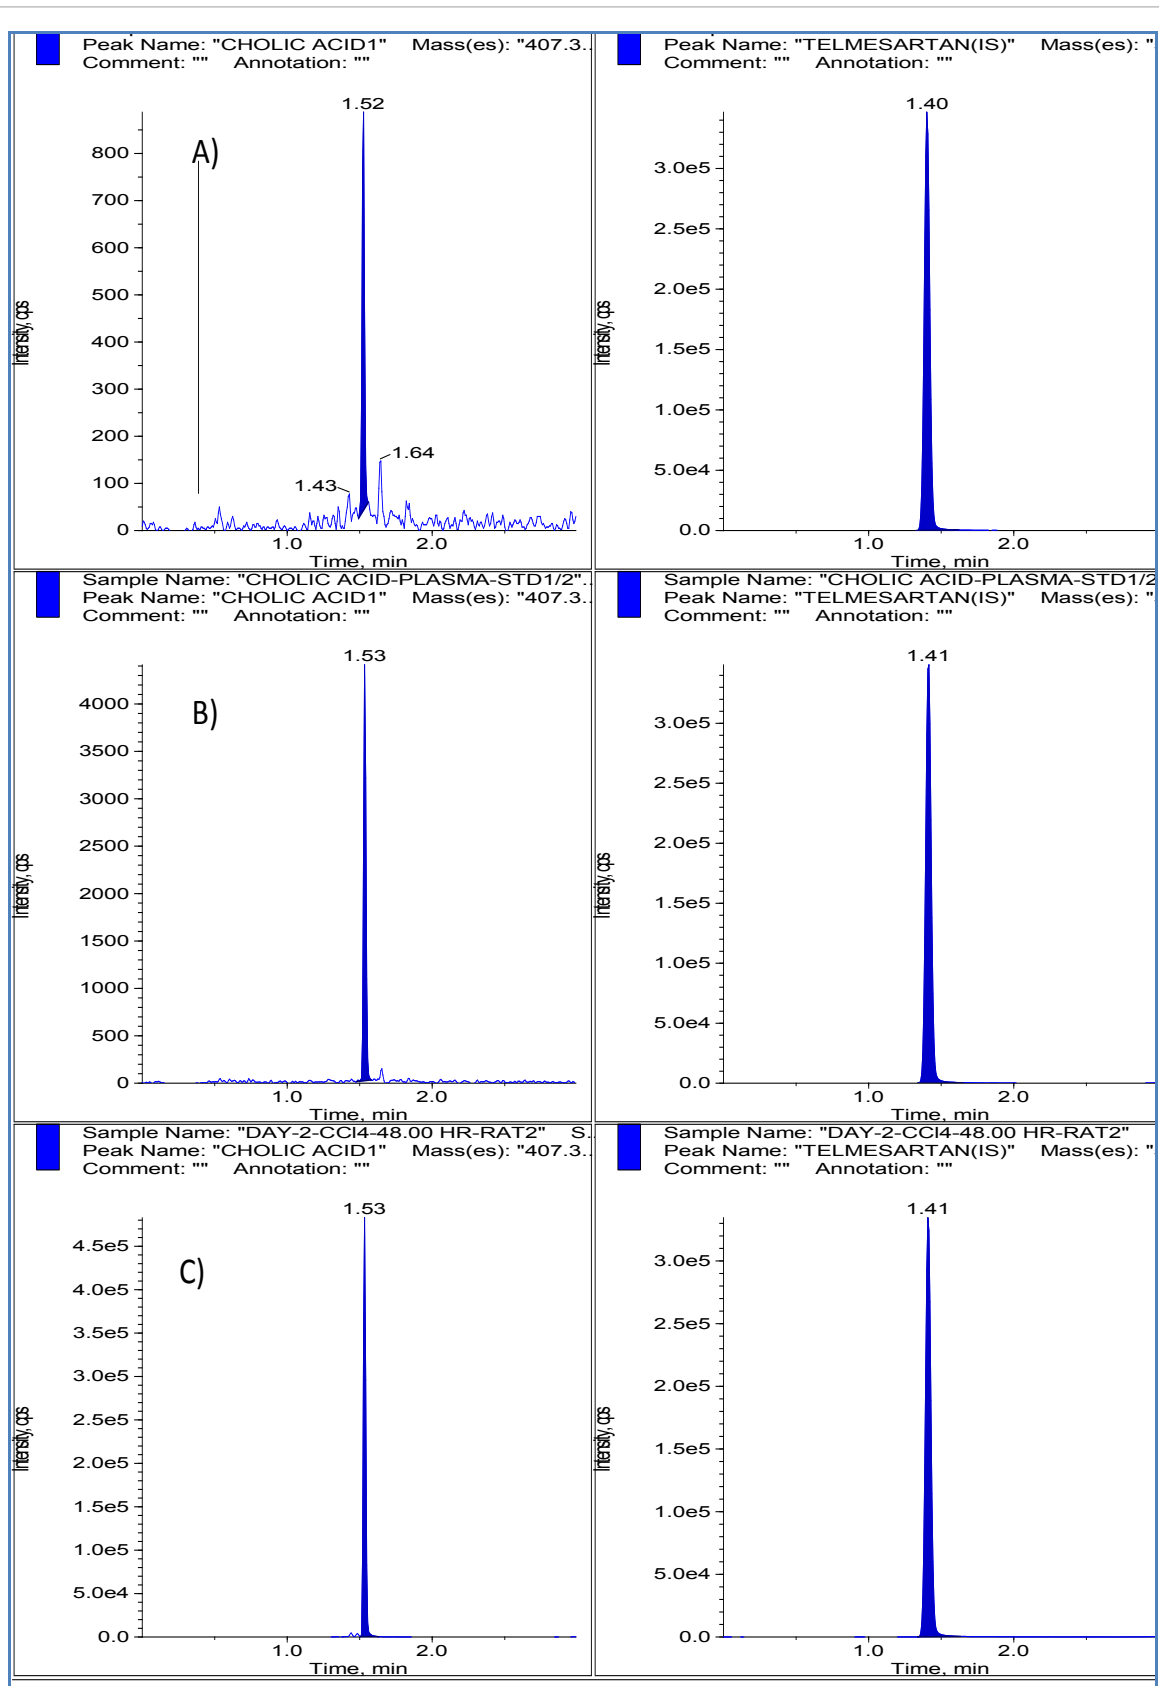 Peak Name: "CHOLIC ACID1" Mass(es): "407.3...
Comment: "" Annotation: ""
1.52
A)
800
700
600
500
400
300
200
100
0
1.43
1.64
Intensity, cps
1.0 2.0
Time, min
Peak Name: "TELMESARTAN(IS)" Mass(es): "
Comment: "" Annotation: ""
1.40
3.0e5
2.5e5
2.0e5
1.5e5
1.0e5
5.0e4
0.0
Intensity, cps
1.0 2.0
Time, min
Sample Name: "CHOLIC ACID-PLASMA-STD1/2"..
Peak Name: "CHOLIC ACID1" Mass(es): "407.3...
Comment: "" Annotation: ""
1.53
B)
4000
3500
3000
2500
2000
1500
1000
500
0
Intensity, cps
1.0 2.0
Time, min
Sample Name: "CHOLIC ACID-PLASMA-STD1/2
Peak Name: "TELMESARTAN(IS)" Mass(es): "
Comment: "" Annotation: ""
1.41
3.0e5
2.5e5
2.0e5
1.5e5
1.0e5
5.0e4
0.0
Intensity, cps
1.0 2.0
Time, min
Sample Name: "DAY-2-CCl4-48.00 HR-RAT2" S..
Peak Name: "CHOLIC ACID1" Mass(es): "407.3...
Comment: "" Annotation: ""
1.53
C)
4.5e5
4.0e5
3.5e5
3.0e5
2.5e5
2.0e5
1.5e5
1.0e5
5.0e4
0.0
Intensity, cps
1.0 2.0
Time, min
Sample Name: "DAY-2-CCl4-48.00 HR-RAT2"
Peak Name: "TELMESARTAN(IS)" Mass(es): "
Comment: "" Annotation: ""
1.41
3.0e5
2.5e5
2.0e5
1.5e5
1.0e5
5.0e4
0.0
Intensity, cps
1.0 2.0
Time, min